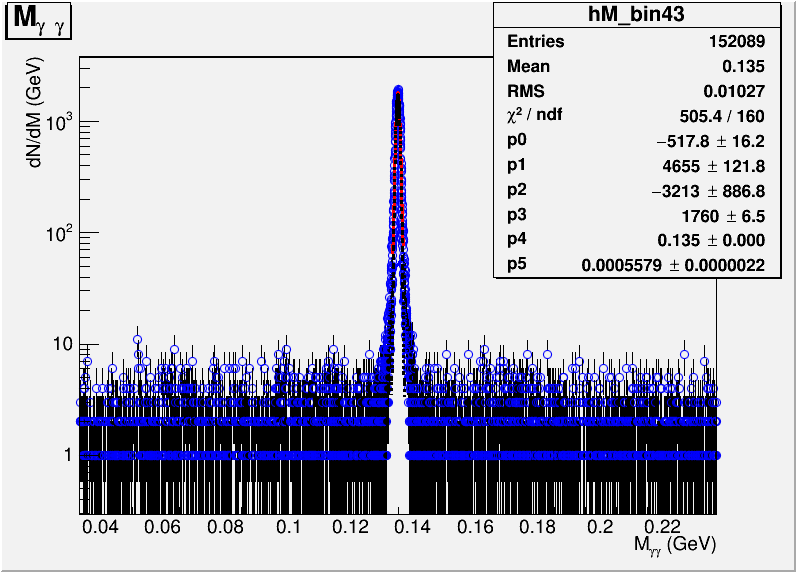 M_γ γ
hM_bin43
Entries 152089
Mean 0.135
RMS 0.01027
χ² / ndf 505.4 / 160
p0 −517.8 ± 16.2
p1 4655 ± 121.8
p2 −3213 ± 886.8
p3 1760 ± 6.5
p4 0.135 ± 0.000
p5 0.0005579 ± 0.0000022
dN/dM (GeV)
10³
10²
10
1
0.04 0.06 0.08 0.1 0.12 0.14 0.16 0.18 0.2 0.22
M_γγ (GeV)